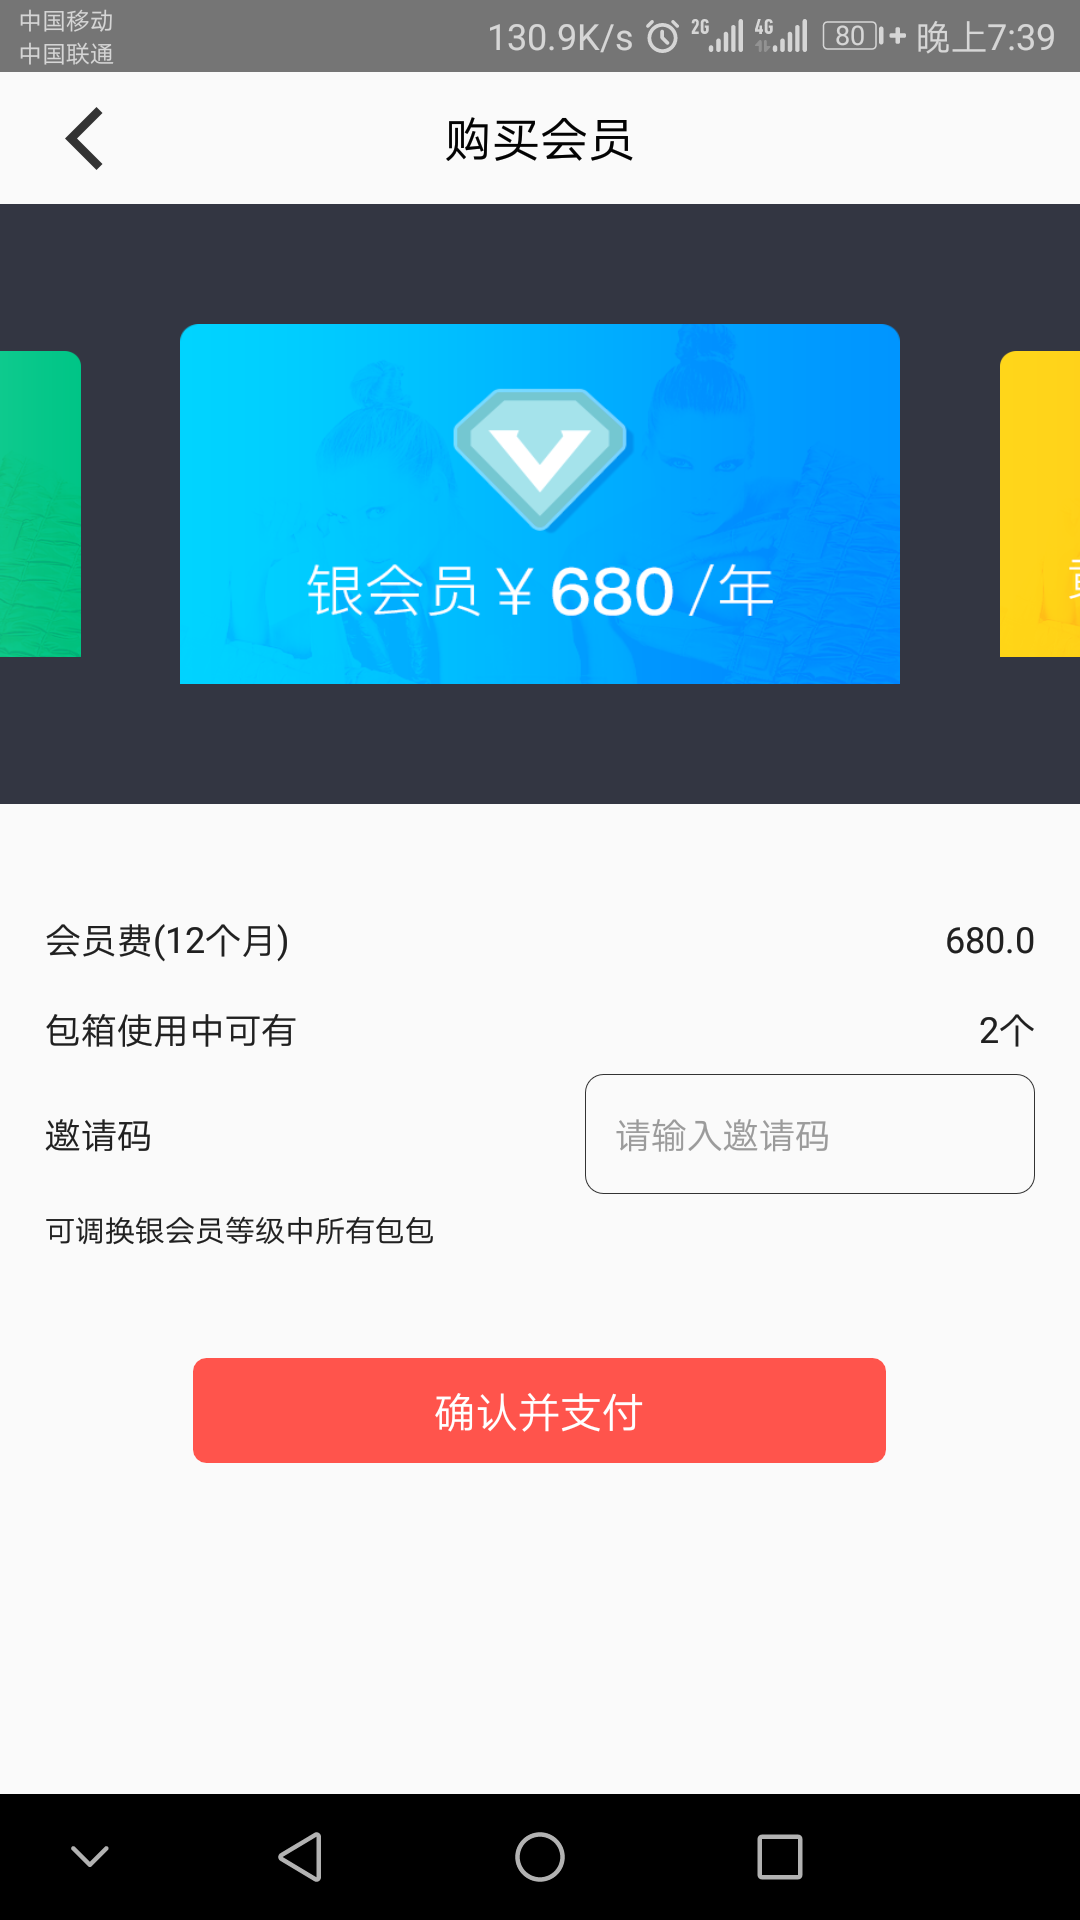 中国移动
中国联通
130.9K/s 2G 4G 80 晚上7:39
购买会员
银会员 ¥ 680 /年
会员费(12个月) 680.0
包箱使用中可有 2个
邀请码 请输入邀请码
可调换银会员等级中所有包包
确认并支付